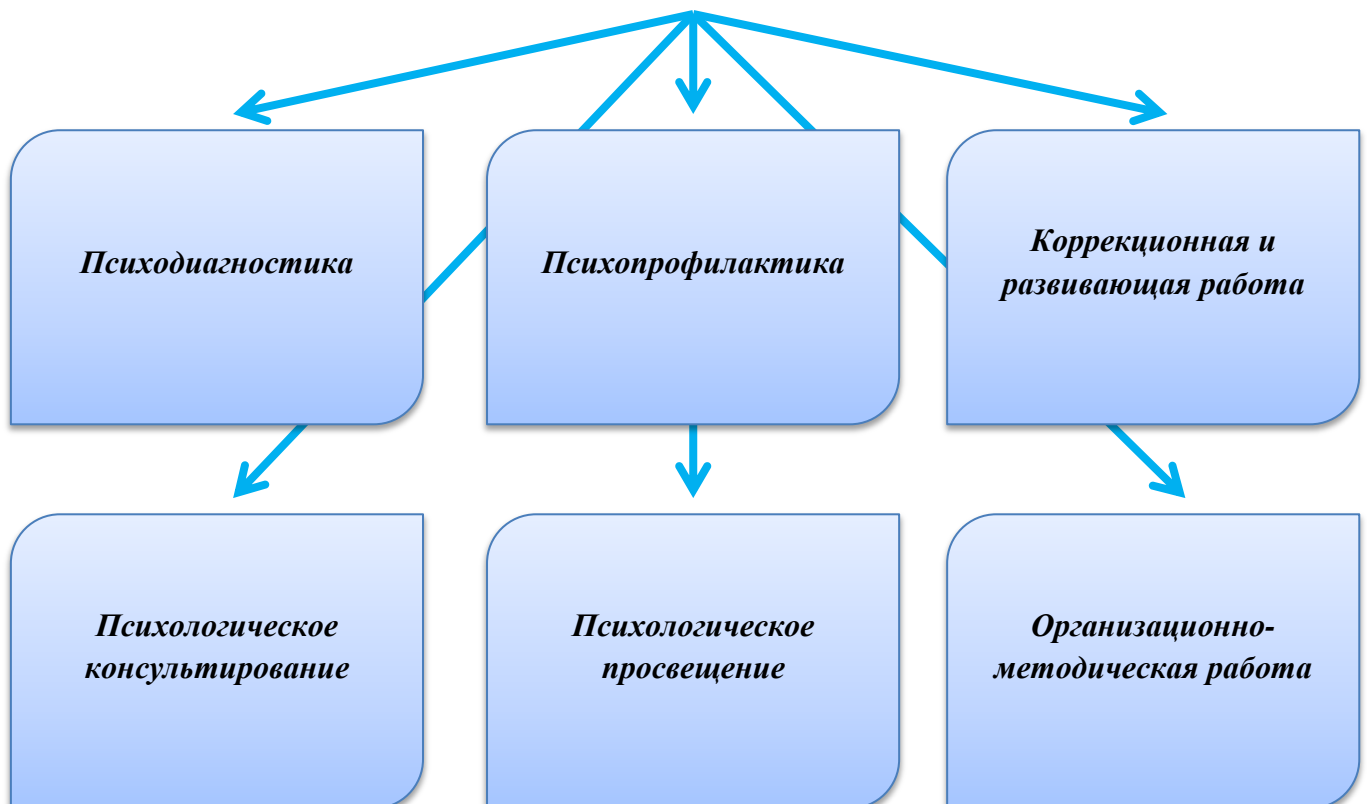 Психодиагностика
Психопрофилактика
Коррекционная и
развивающая работа
Психологическое
консультирование
Психологическое
просвещение
Организационно-
методическая работа